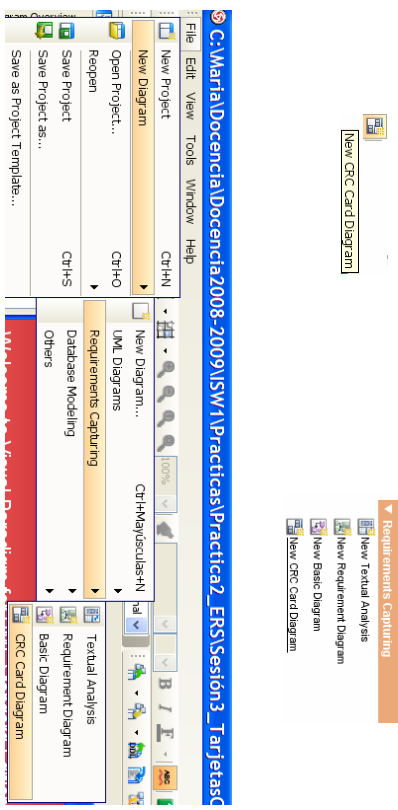 New CRC Card Diagram
Requirements Capturing
New Textual Analysis
New Requirement Diagram
New Basic Diagram
New CRC Card Diagram
C:\Maria\Docencia\Docencia2008-2009\ISW1\Practicas\Practica2_ERS\Sesión3_Tarjetas
File Edit View Tools Window Help
New Project Ctrl+N
New Diagram
Open Project... Ctrl+O
Reopen
Save Project Ctrl+S
Save Project as...
Save as Project Template...
New Diagram... Ctrl+Mayúsculas+N
UML Diagrams
Requirements Capturing
Database Modeling
Others
Textual Analysis
Requirement Diagram
Basic Diagram
CRC Card Diagram
100%
B I
ABC